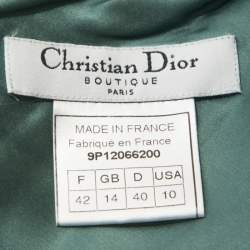 Christian Dior
BOUTIQUE
PARIS
MADE IN FRANCE
Fabriqué en France
9P12066200
F GB D USA
42 14 40 10